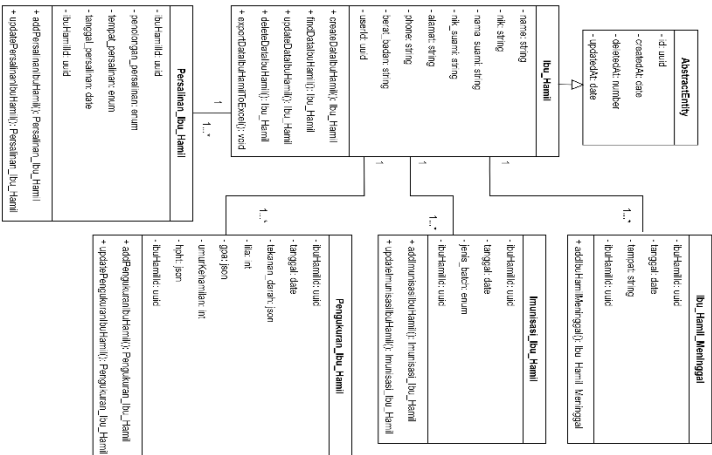 AbstractEntity
- id: uuid
- createdAt: date
- deletedAt: number
- updatedAt: date
Ibu_Hamil
- name: string
- nik: string
- nama_suami: string
- nik_suami: string
- alamat: string
- phone: string
- berat_badan: string
- userId: uuid
+ createDataIbuHamil(): Ibu_Hamil
+ findDataIbuHamil(): Ibu_Hamil
+ updateDataIbuHamil(): Ibu_Hamil
+ deleteDataIbuHamil(): Ibu_Hamil
+ exportDataIbuHamilToExcel(): void
1
1...*
1
1...*
1
1...*
1
1...*
Persalinan_Ibu_Hamil
- ibuHamilId: uuid
- penolongan_persalinan: enum
- tempat_persalinan: enum
- tanggal_persalinan: date
- ibuHamilId: uuid
+ addPersalinanIbuHamil(): Persalinan_Ibu_Hamil
+ updatePersalinanIbuHamil(): Persalinan_Ibu_Hamil
Ibu_Hamil_Meninggal
- ibuHamilId: uuid
- tanggal: date
- tempat: string
- ibuHamilId: uuid
+ addIbuHamilMeninggal(): Ibu_Hamil_Meninggal
Imunisasi_Ibu_Hamil
- ibuHamilId: uuid
- tanggal: date
- jenis_batch: enum
- ibuHamilId: uuid
+ addImunisasiIbuHamil(): Imunisasi_Ibu_Hamil
+ updateImunisasiIbuHamil(): Imunisasi_Ibu_Hamil
Pengukuran_Ibu_Hamil
- ibuHamilId: uuid
- tanggal: date
- tekanan_darah: json
- lila: int
- gpa: json
- umurKehamilan: int
- hpht: json
- ibuHamilId: uuid
+ addPengukuranIbuHamil(): Pengukuran_Ibu_Hamil
+ updatePengukuranIbuHamil(): Pengukuran_Ibu_Hamil